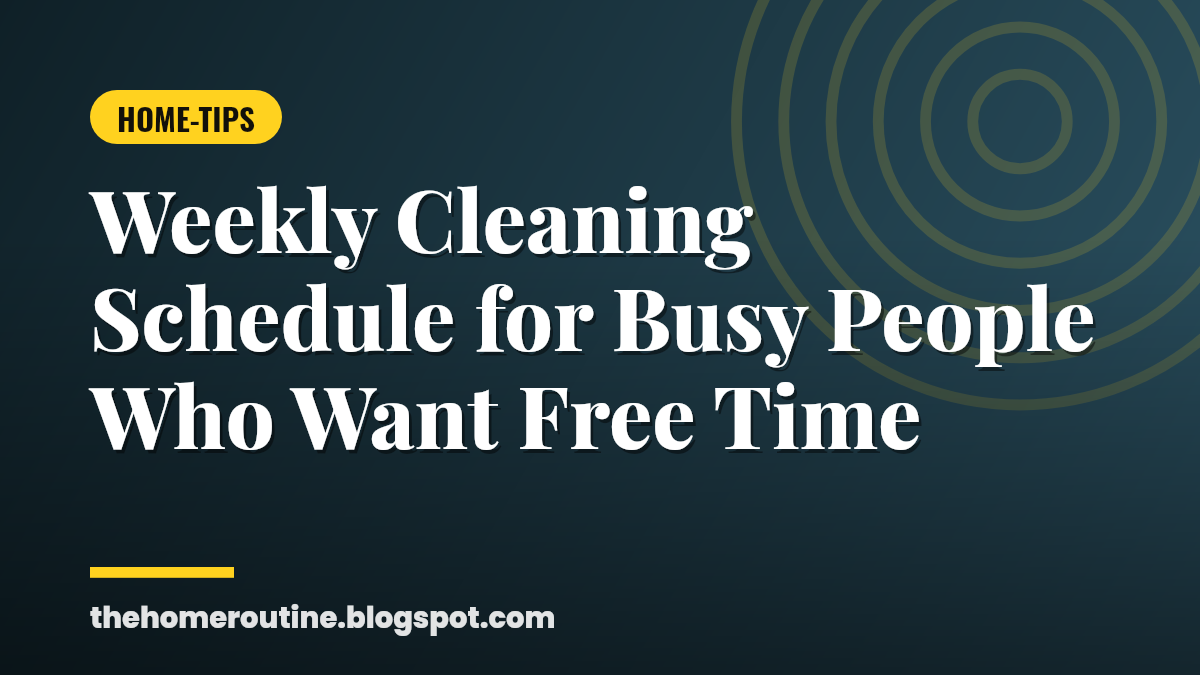 HOME-TIPS
Weekly Cleaning
Schedule for Busy People
Who Want Free Time
thehomeroutine.blogspot.com